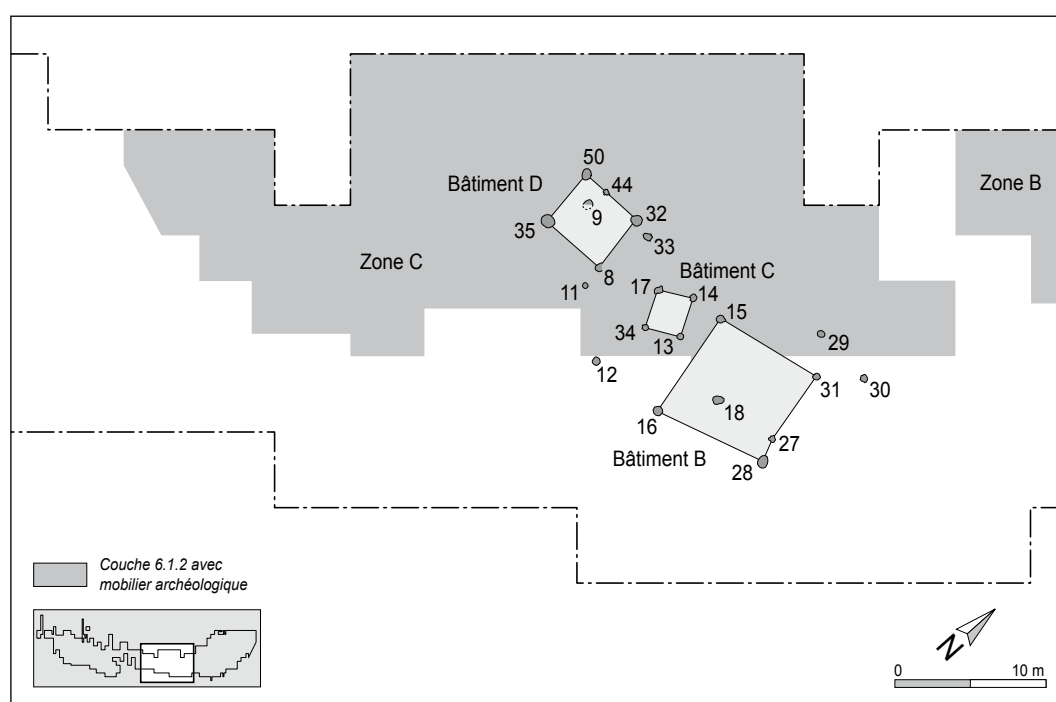 50
Bâtiment D
44
Zone B
9
32
35
33
Zone C
8
Bâtiment C
11
17
14
15
34
13
29
12
31
30
18
16
27
Bâtiment B
28
Couche 6.1.2 avec
mobilier archéologique
N
0
10 m